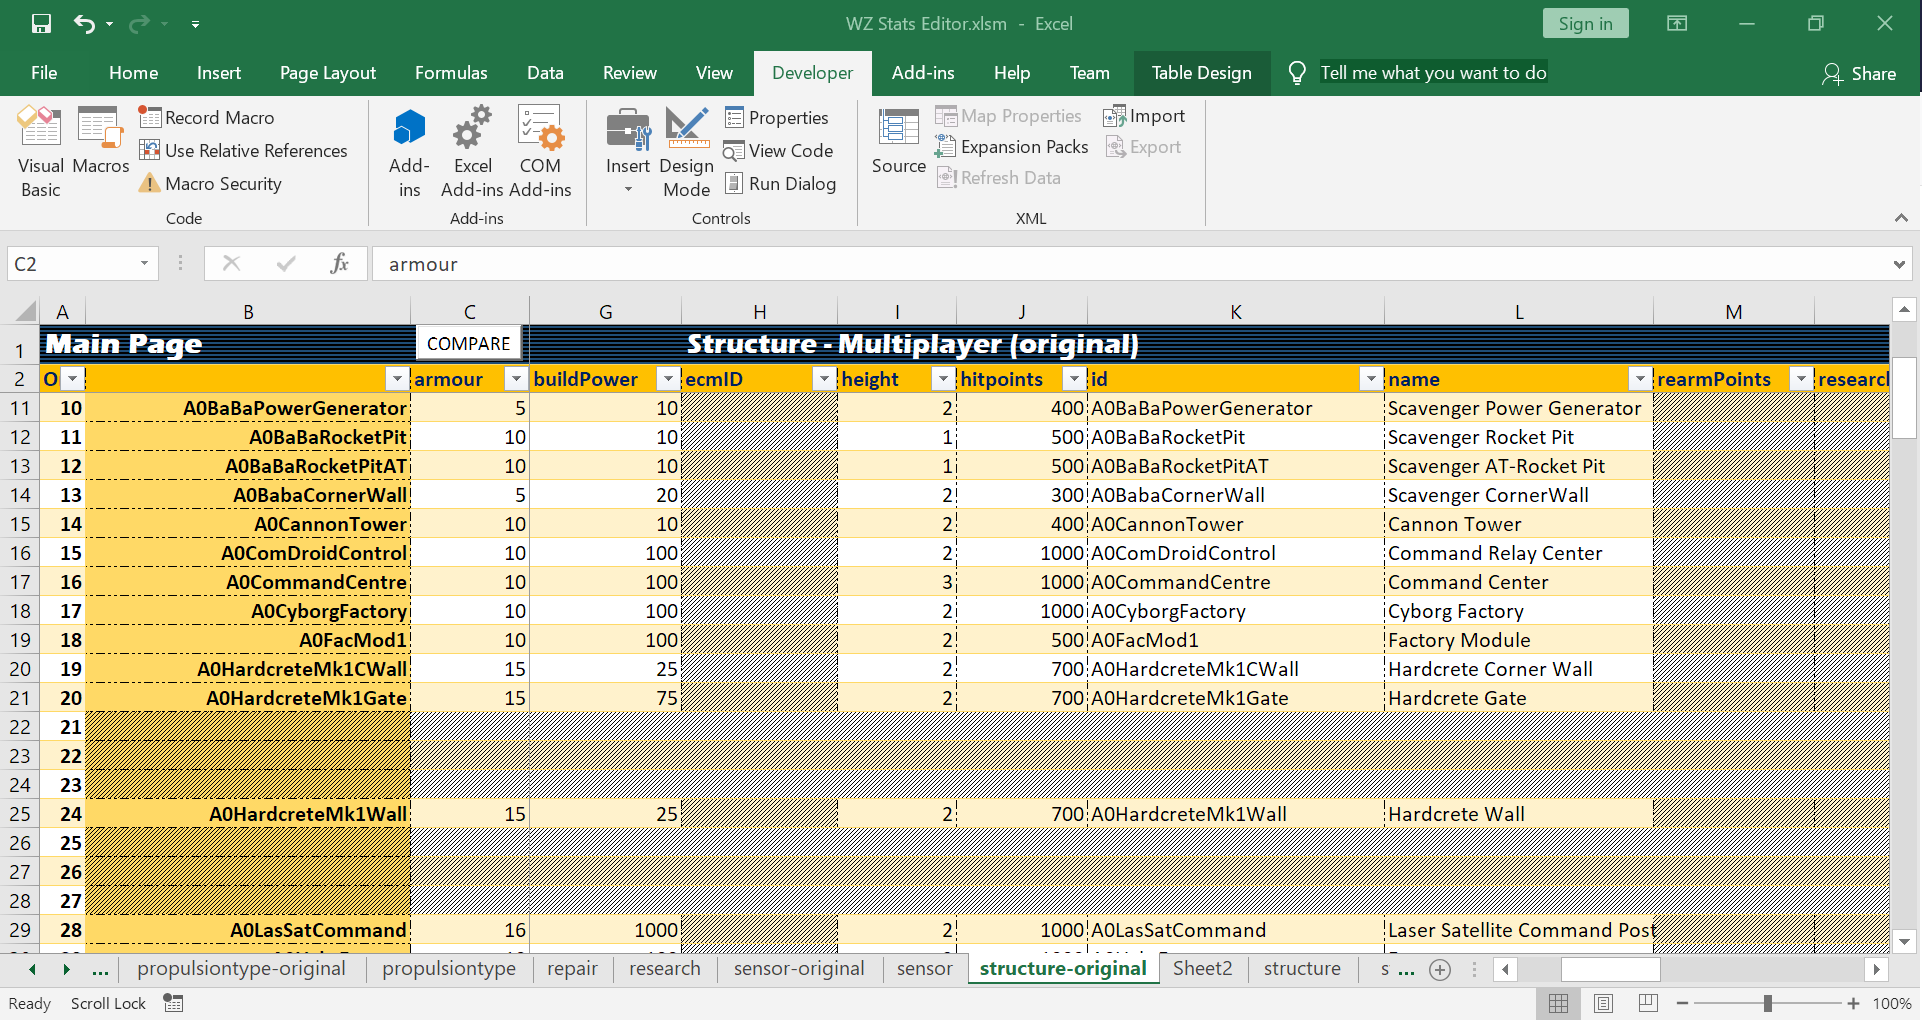 WZ Stats Editor.xlsm - Excel
Sign in
File Home Insert Page Layout Formulas Data Review View Developer Add-ins Help Team Table Design Tell me what you want to do Share
Visual Basic
Macros
Record Macro
Use Relative References
Macro Security
Code
Add-ins
Excel Add-ins
COM Add-ins
Add-ins
Insert
Design Mode
Properties
View Code
Run Dialog
Controls
Source
Map Properties
Expansion Packs
Refresh Data
Import
Export
XML
C2 fx armour
A B C G H I J K L M
1 Main Page COMPARE Structure - Multiplayer (original)
2 O armour buildPower ecmID height hitpoints id name rearmPoints research
11 10 A0BaBaPowerGenerator 5 10 2 400 A0BaBaPowerGenerator Scavenger Power Generator
12 11 A0BaBaRocketPit 10 10 1 500 A0BaBaRocketPit Scavenger Rocket Pit
13 12 A0BaBaRocketPitAT 10 10 1 500 A0BaBaRocketPitAT Scavenger AT-Rocket Pit
14 13 A0BabaCornerWall 5 20 2 300 A0BabaCornerWall Scavenger CornerWall
15 14 A0CannonTower 10 10 2 400 A0CannonTower Cannon Tower
16 15 A0ComDroidControl 10 100 2 1000 A0ComDroidControl Command Relay Center
17 16 A0CommandCentre 10 100 3 1000 A0CommandCentre Command Center
18 17 A0CyborgFactory 10 100 2 1000 A0CyborgFactory Cyborg Factory
19 18 A0FacMod1 10 100 2 500 A0FacMod1 Factory Module
20 19 A0HardcreteMk1CWall 15 25 2 700 A0HardcreteMk1CWall Hardcrete Corner Wall
21 20 A0HardcreteMk1Gate 15 75 2 700 A0HardcreteMk1Gate Hardcrete Gate
22 21
23 22
24 23
25 24 A0HardcreteMk1Wall 15 25 2 700 A0HardcreteMk1Wall Hardcrete Wall
26 25
27 26
28 27
29 28 A0LasSatCommand 16 1000 2 1000 A0LasSatCommand Laser Satellite Command Post
... propulsiontype-original propulsiontype repair research sensor-original sensor structure-original Sheet2 structure s ...
Ready Scroll Lock 100%